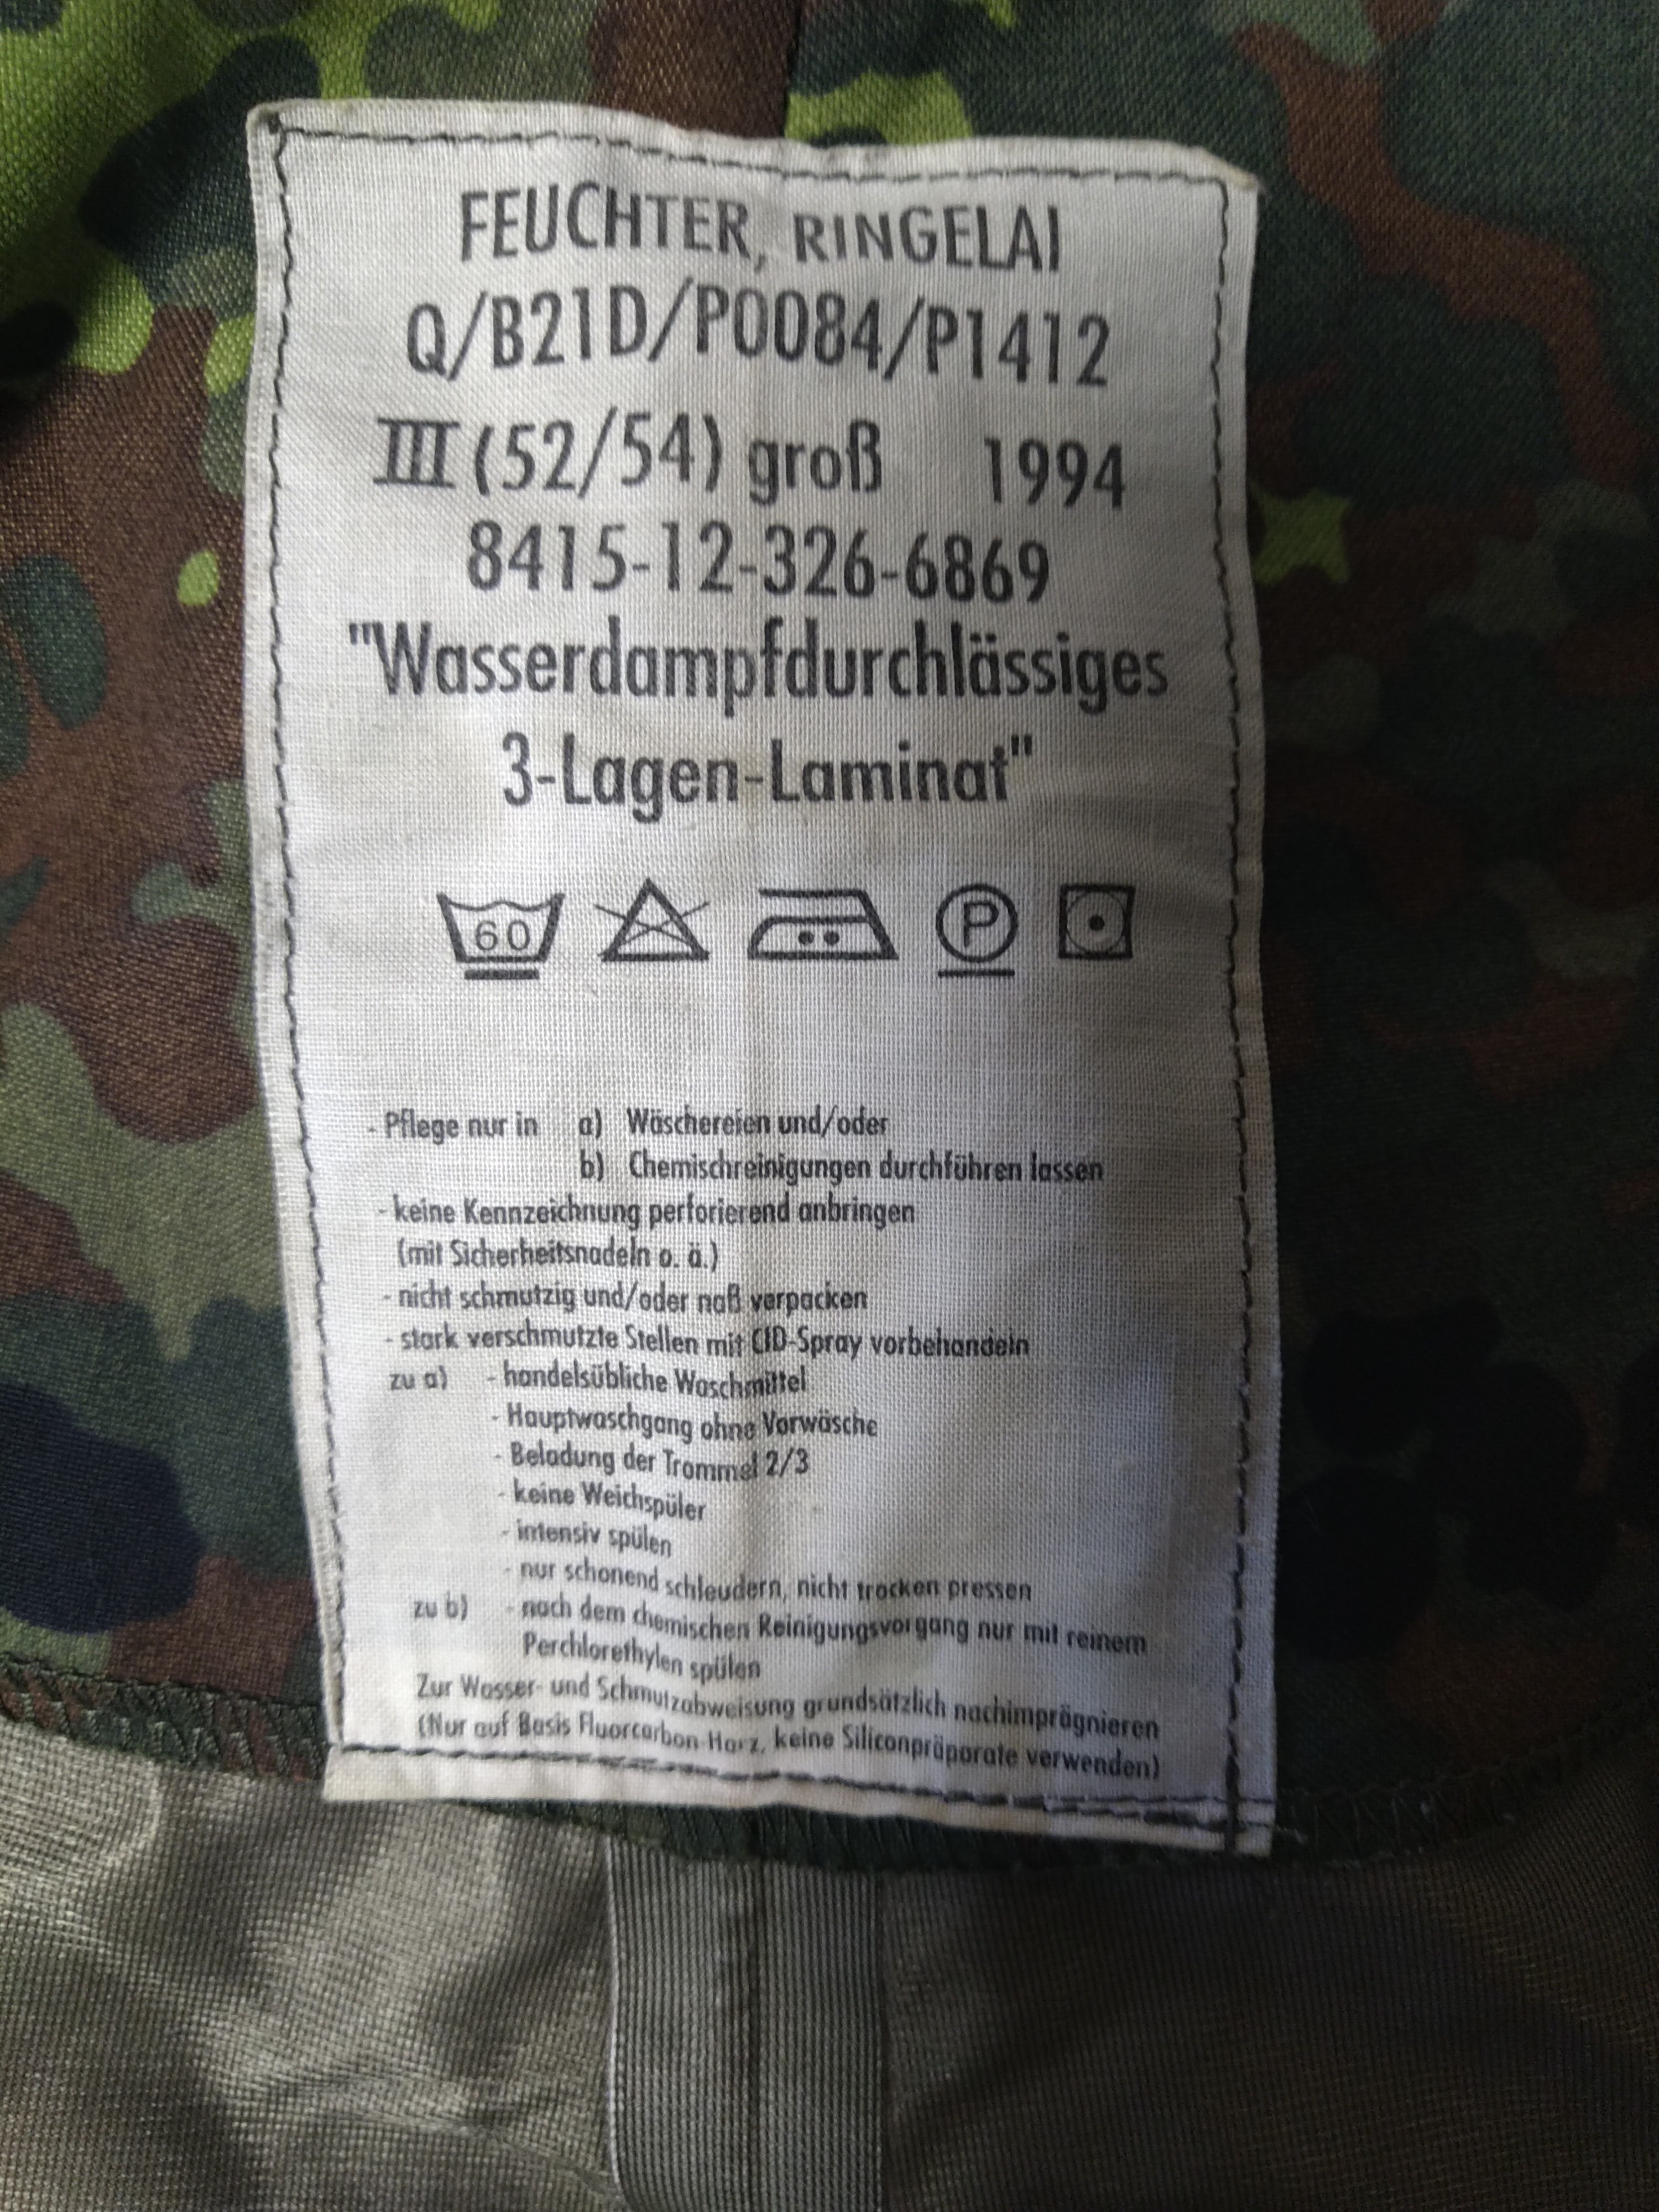 FEUCHTER, RINGELAI
Q/B21D/P0084/P1412
III (52/54) groß 1994
8415-12-326-6869
"Wasserdampfdurchlässiges
3-Lagen-Laminat"
60 P
- Pflege nur in a) Wäschereien und/oder
b) Chemischreinigungen durchführen lassen
- keine Kennzeichnung perforierend anbringen
(mit Sicherheitsnadeln o. ä.)
- nicht schmutzig und/oder naß verpacken
- stark verschmutzte Stellen mit CID-Spray vorbehandeln
zu a) - handelsübliche Waschmittel
- Hauptwaschgang ohne Vorwäsche
- Beladung der Trommel 2/3
- keine Weichspüler
- intensiv spülen
- nur schonend schleudern, nicht trocken pressen
zu b) - nach dem chemischen Reinigungsvorgang nur mit reinem
Perchlorethylen spülen
Zur Wasser- und Schmutzabweisung grundsätzlich nachimprägnieren
(Nur auf Basis Fluorcarbon-Harz, keine Siliconpräparate verwenden)